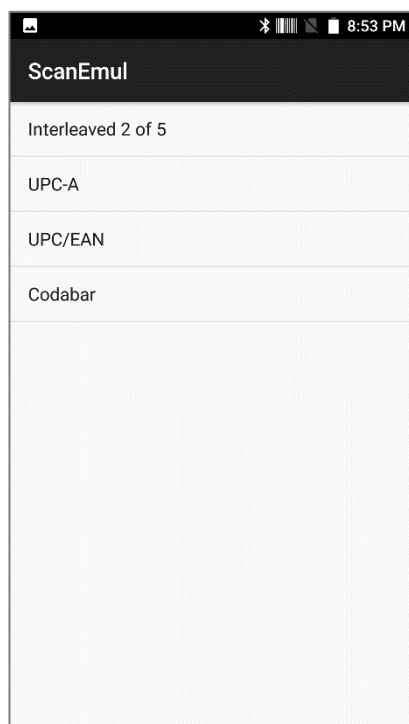 8:53 PM
ScanEmul
Interleaved 2 of 5
UPC-A
UPC/EAN
Codabar